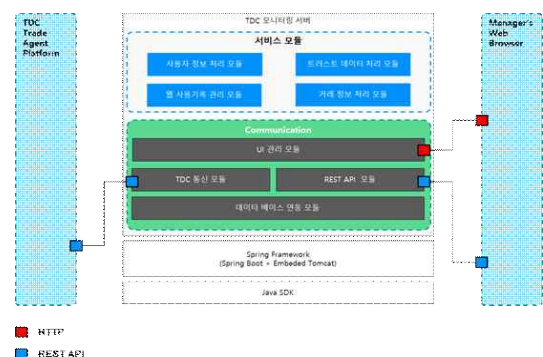 TDC
Trade
Agent
Platform
TDC 모니터링 서버
서비스 모듈
사용자 정보 처리 모듈
트러스트 데이터 처리 모듈
웹 사용기록 관리 모듈
거래 정보 처리 모듈
Communication
UI 관리 모듈
TDC 통신 모듈
REST API 모듈
데이타 베이스 연동 모듈
Spring Framework
(Spring Boot + Embeded Tomcat)
Java SDK
Manager's
Web
Browser
HTTP
REST API